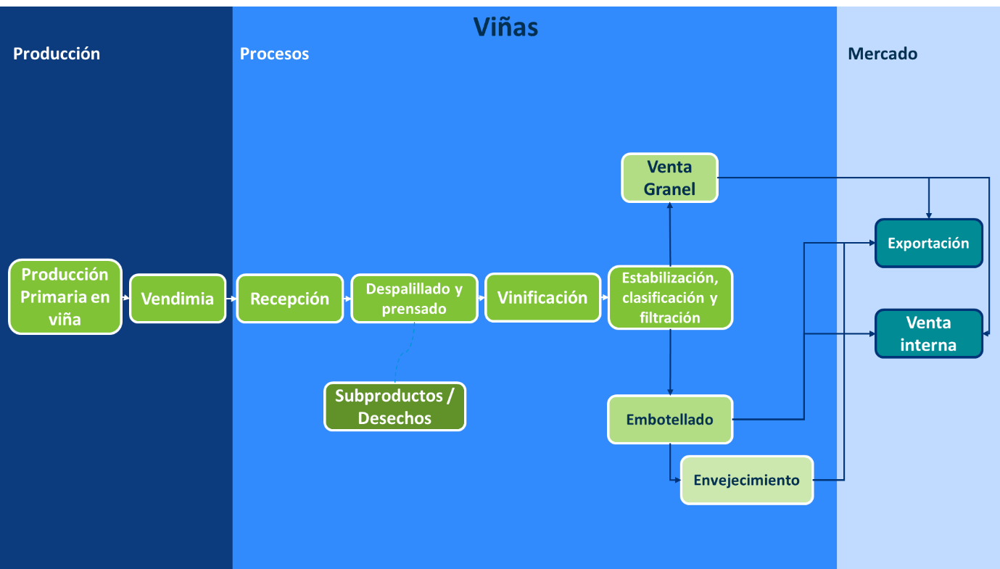 Viñas
Producción
Procesos
Mercado
Venta
Granel
Exportación
Producción
Primaria en
viña
Vendimia
Recepción
Despalillado y
prensado
Vinificación
Estabilización,
clasificación y
filtración
Venta
interna
Subproductos /
Desechos
Embotellado
Envejecimiento